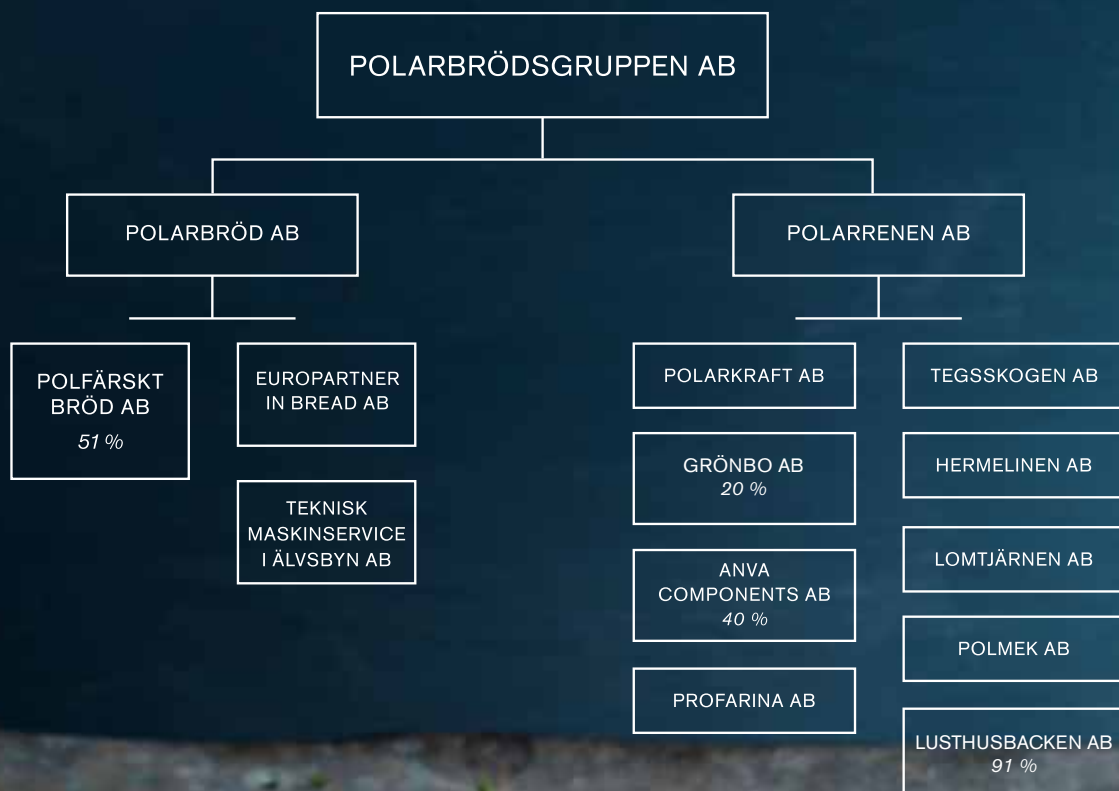 POLARBRÖDSGRUPPEN AB
POLARBRÖD AB
POLARRENEN AB
POLFÄRSKT
BRÖD AB
51 %
EUROPARTNER
IN BREAD AB
TEKNISK
MASKINSERVICE
I ÄLVSBYN AB
POLARKRAFT AB
GRÖNBO AB
20 %
ANVA
COMPONENTS AB
40 %
PROFARINA AB
TEGSSKOGEN AB
HERMELINEN AB
LOMTJÄRNEN AB
POLMEK AB
LUSTHUSBACKEN AB
91 %